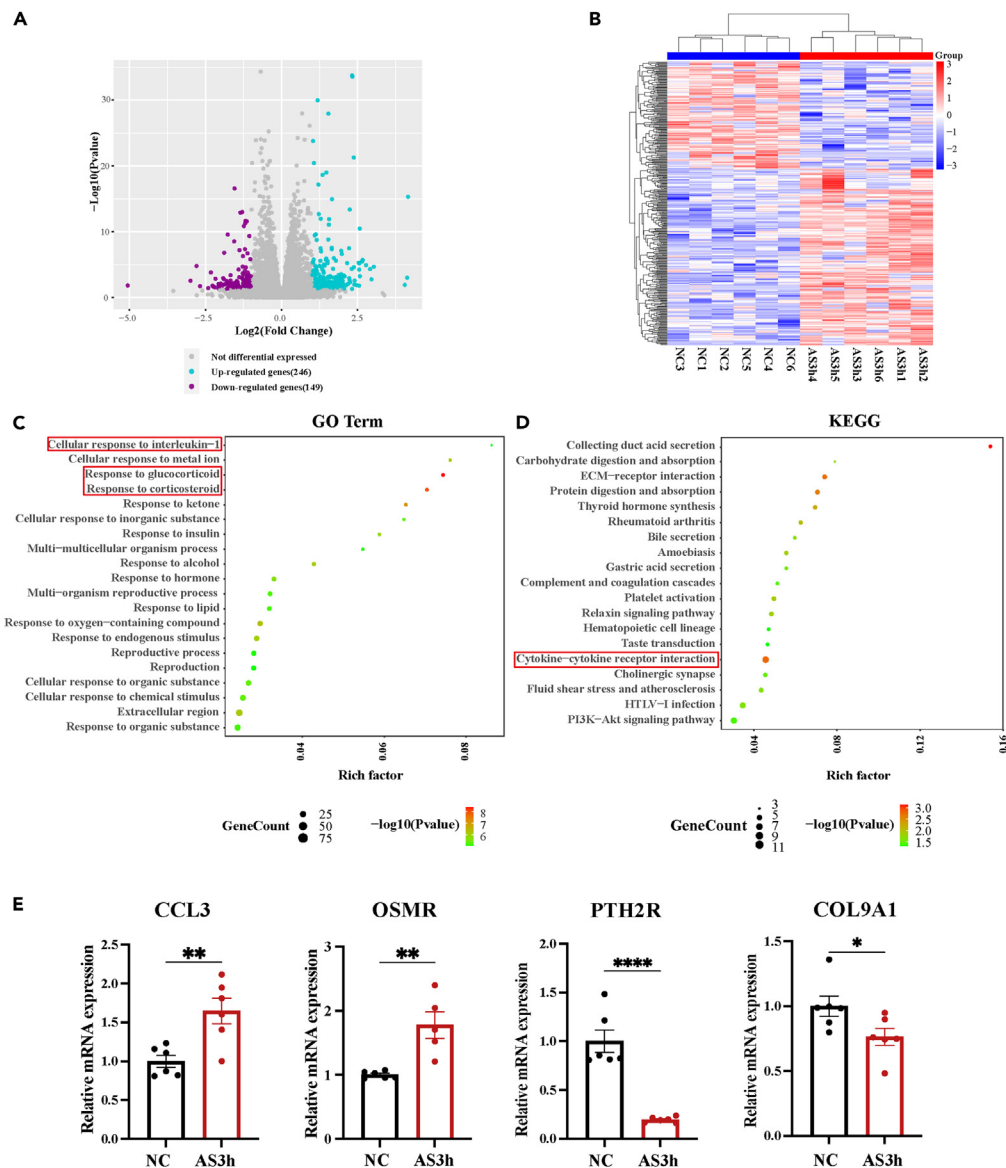 A
30
20
10
0
−Log10(Pvalue)
-5.0
-2.5
0.0
2.5
Log2(Fold Change)
Not differential expressed
Up-regulated genes(246)
Down-regulated genes(149)
B
Group
3
2
1
0
-1
-2
-3
NC3
NC1
NC2
NC5
NC4
NC6
AS3h4
AS3h5
AS3h3
AS3h6
AS3h1
AS3h2
C
GO Term
Cellular response to interleukin−1
Cellular response to metal ion
Response to glucocorticoid
Response to corticosteroid
Response to ketone
Cellular response to inorganic substance
Response to insulin
Multi−multicellular organism process
Response to alcohol
Response to hormone
Multi−organism reproductive process
Response to lipid
Response to oxygen−containing compound
Response to endogenous stimulus
Reproductive process
Reproduction
Cellular response to organic substance
Cellular response to chemical stimulus
Extracellular region
Response to organic substance
0.04
0.06
0.08
Rich factor
GeneCount
25
50
75
−log10(Pvalue)
8
7
6
D
KEGG
Collecting duct acid secretion
Carbohydrate digestion and absorption
ECM−receptor interaction
Protein digestion and absorption
Thyroid hormone synthesis
Rheumatoid arthritis
Bile secretion
Amoebiasis
Gastric acid secretion
Complement and coagulation cascades
Platelet activation
Relaxin signaling pathway
Hematopoietic cell lineage
Taste transduction
Cytokine−cytokine receptor interaction
Cholinergic synapse
Fluid shear stress and atherosclerosis
HTLV−I infection
PI3K−Akt signaling pathway
0.04
0.08
0.12
0.16
Rich factor
GeneCount
3
5
7
9
11
−log10(Pvalue)
3.0
2.5
2.0
1.5
E
CCL3
Relative mRNA expression
2.5
2.0
1.5
1.0
0.5
0.0
**
NC
AS3h
OSMR
Relative mRNA expression
3
2
1
0
**
NC
AS3h
PTH2R
Relative mRNA expression
2.0
1.5
1.0
0.5
0.0
****
NC
AS3h
COL9A1
Relative mRNA expression
1.5
1.0
0.5
0.0
*
NC
AS3h